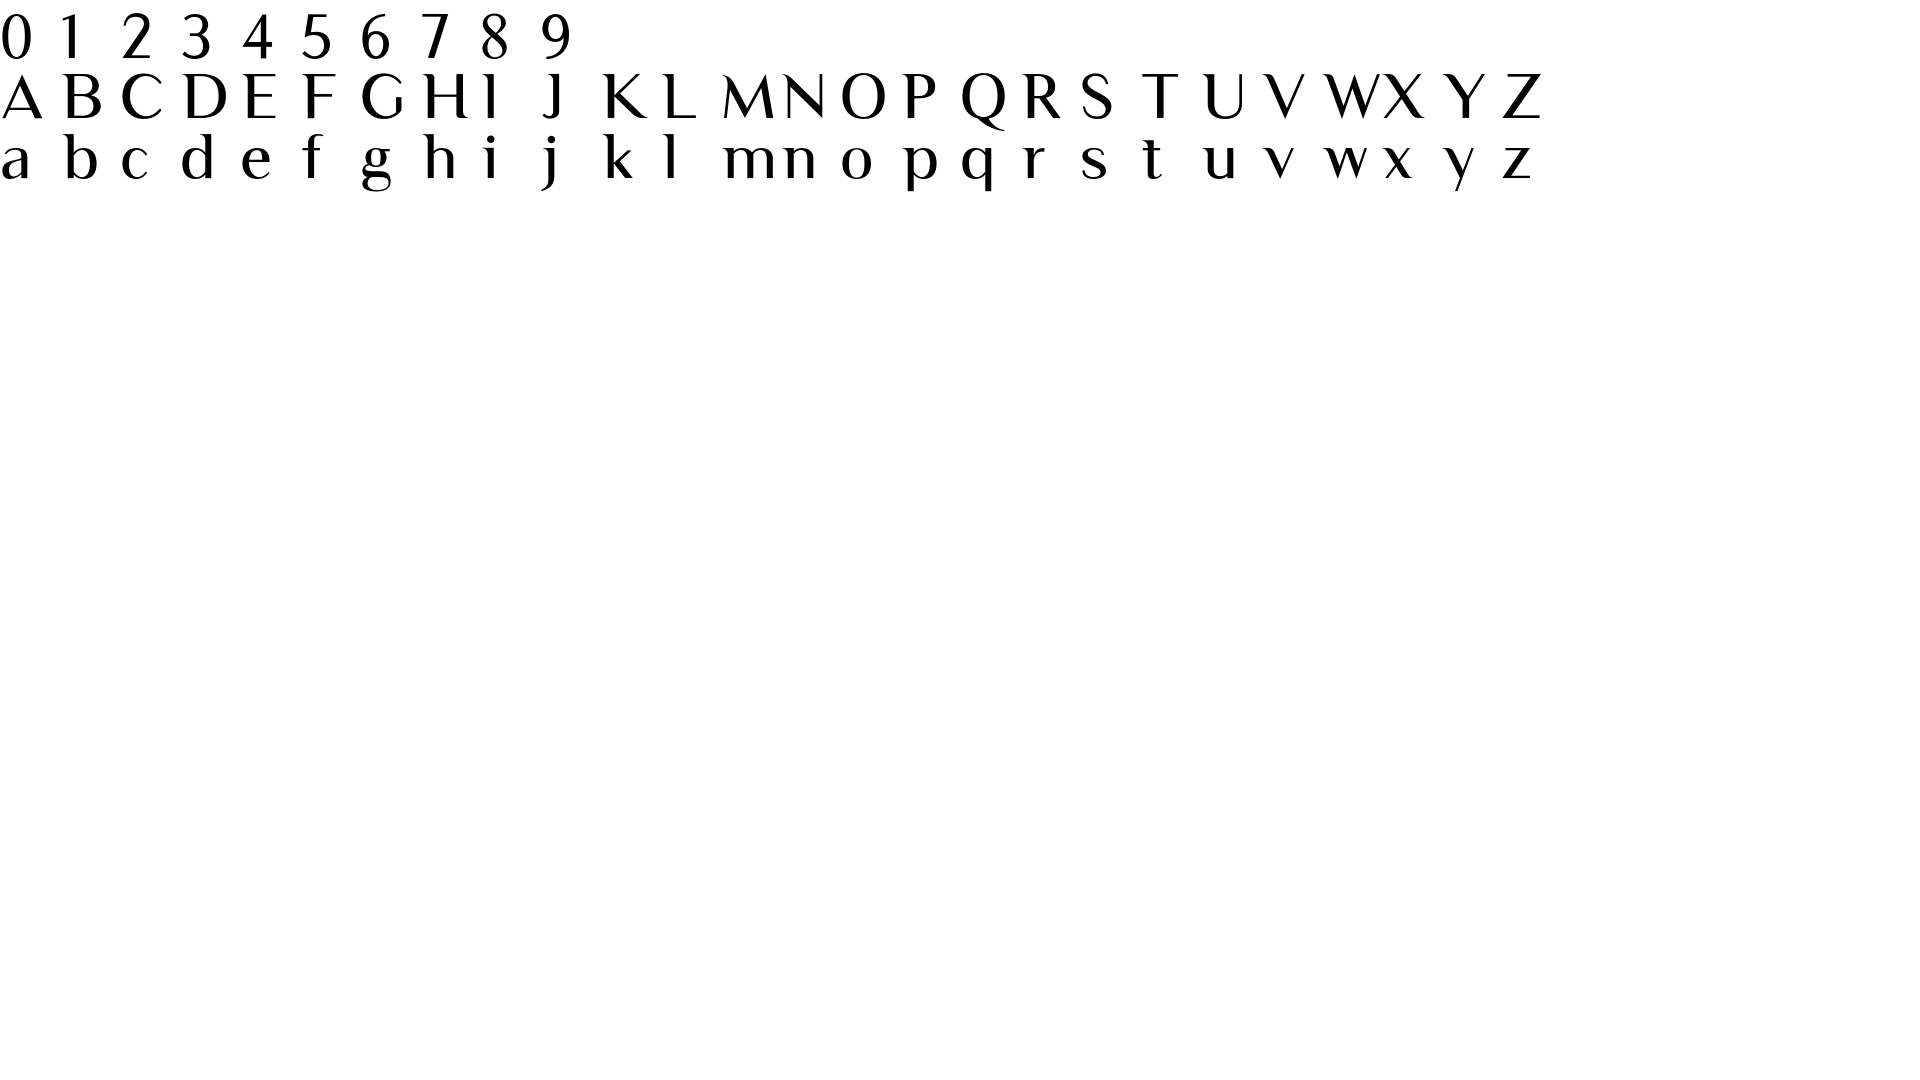 0 1 2 3 4 5 6 7 8 9
A B C D E F G H I J K L M N O P Q R S T U V W X Y Z
a b c d e f g h i j k l m n o p q r s t u v w x y z